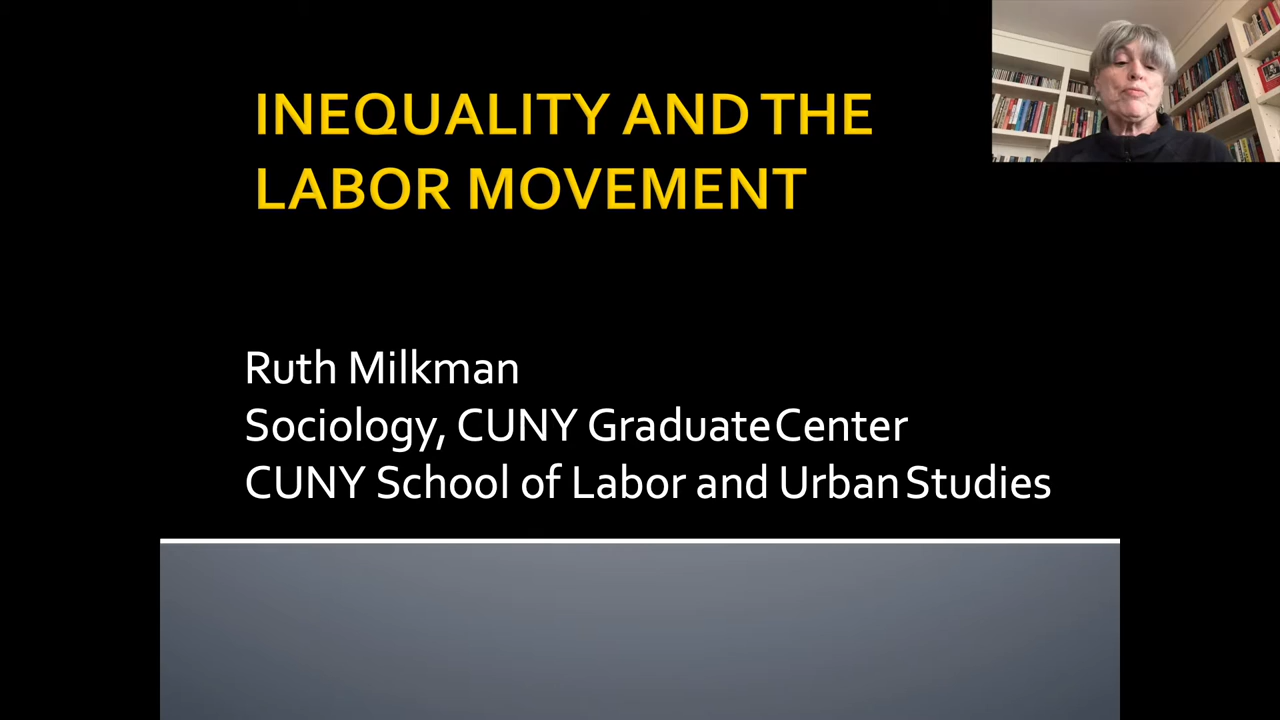 INEQUALITY AND THE
LABOR MOVEMENT
Ruth Milkman
Sociology, CUNY Graduate Center
CUNY School of Labor and Urban Studies